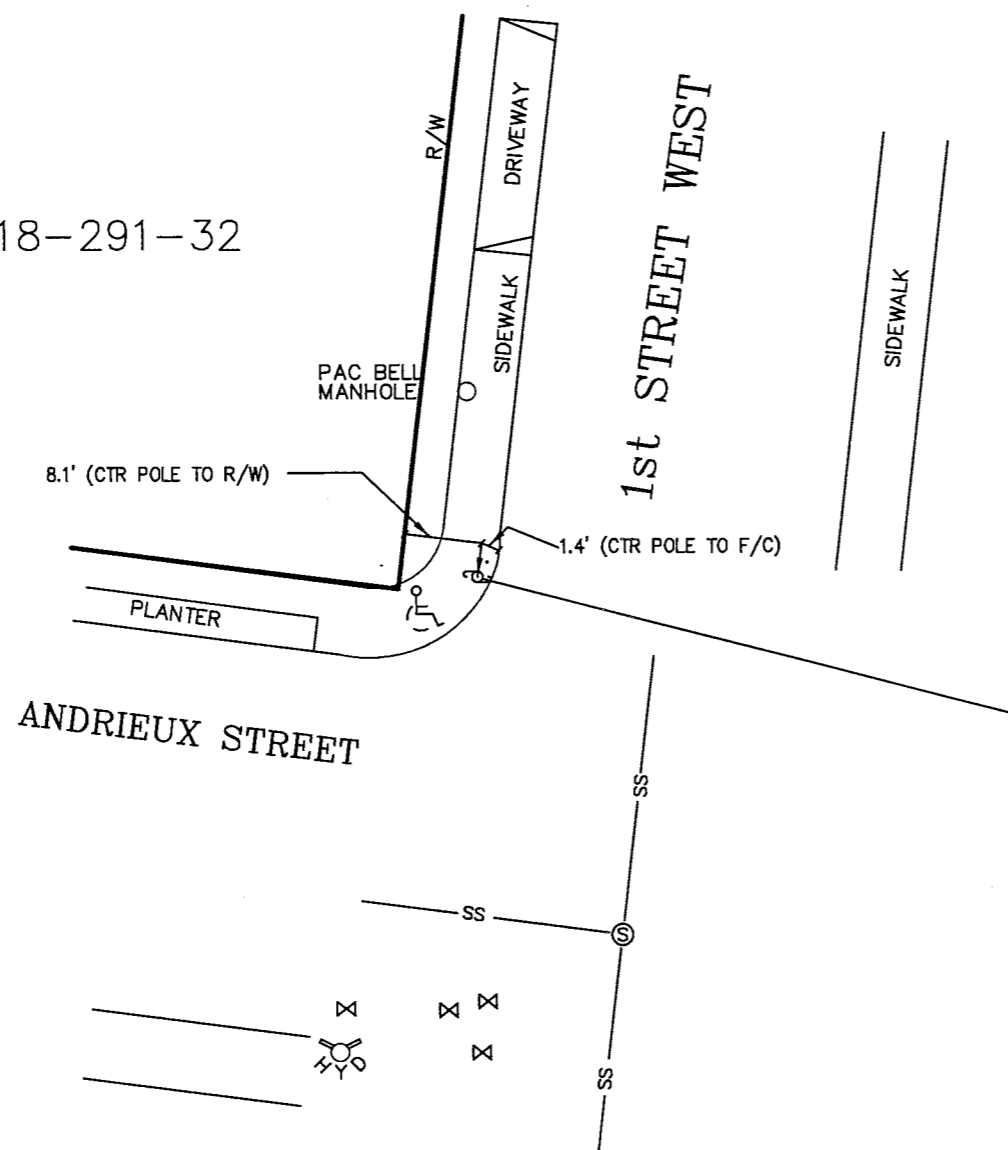 R/W
DRIVEWAY
1st STREET WEST
18-291-32
SIDEWALK
SIDEWALK
PAC BELL
MANHOLE
8.1' (CTR POLE TO R/W)
1.4' (CTR POLE TO F/C)
PLANTER
ANDRIEUX STREET
SS
SS
S
HYD
SS